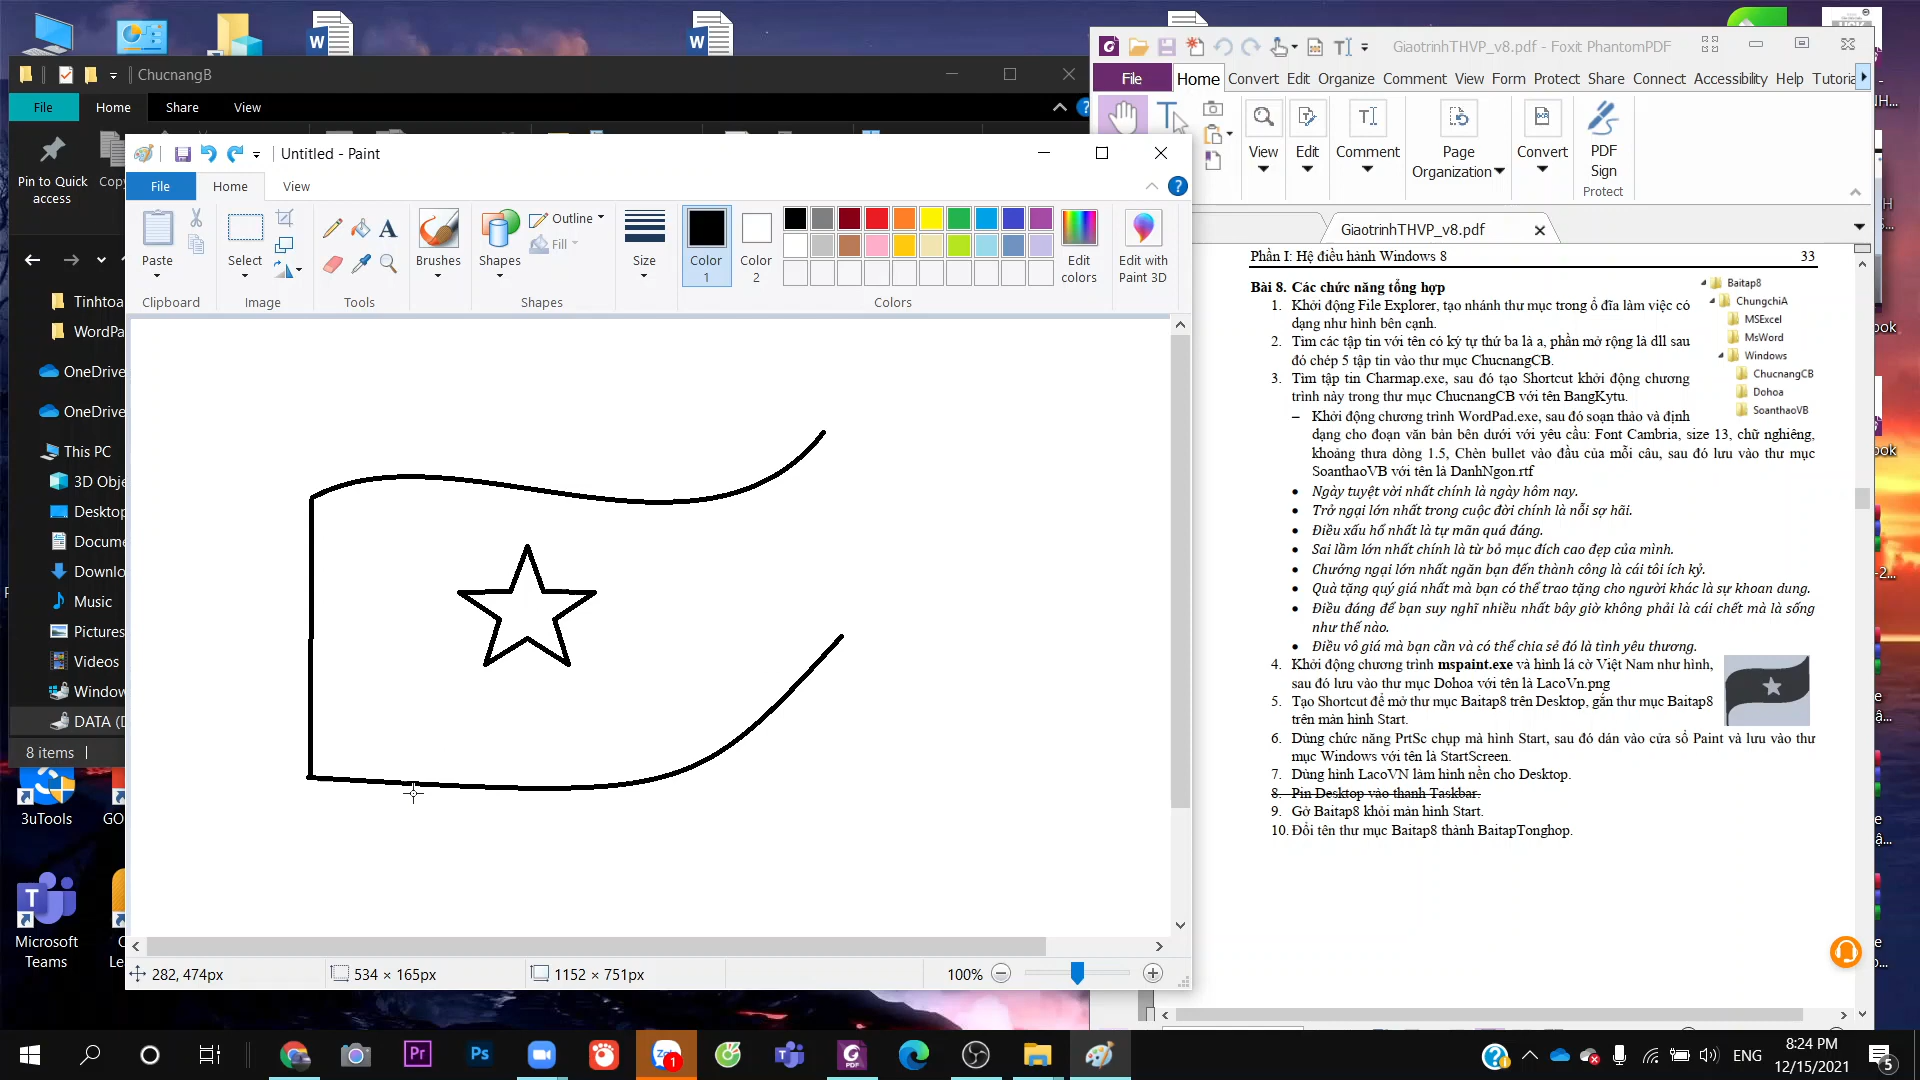 ChucnangB
File
Home
Share
View
Pin to Quick
access
Copy
Tinhtoa
WordPa
OneDrive
OneDrive
This PC
3D Obje
Desktop
Docume
Downlo
Music
Pictures
Videos
Window
DATA (D
8 items
3uTools
GO
Microsoft
Teams
Untitled - Paint
File
Home
View
Paste
Select
Brushes
Shapes
Outline
Fill
Size
Color
1
Color
2
Edit
colors
Edit with
Paint 3D
Clipboard
Image
Tools
Shapes
Colors
282, 474px
534 × 165px
1152 × 751px
100%
GiaotrinhTHVP_v8.pdf - Foxit PhantomPDF
File
Home
Convert
Edit
Organize
Comment
View
Form
Protect
Share
Connect
Accessibility
Help
Tutoria
View
Edit
Comment
Page
Organization
Convert
PDF
Sign
Protect
GiaotrinhTHVP_v8.pdf
Phần I: Hệ điều hành Windows 8 33
Bài 8. Các chức năng tổng hợp
1. Khởi động File Explorer, tạo nhánh thư mục trong ổ đĩa làm việc có
dạng như hình bên cạnh.
2. Tìm các tập tin với tên có ký tự thứ ba là a, phần mở rộng là dll sau
đó chép 5 tập tin vào thư mục ChucnangCB.
3. Tìm tập tin Charmap.exe, sau đó tạo Shortcut khởi động chương
trình này trong thư mục ChucnangCB với tên BangKytu.
– Khởi động chương trình WordPad.exe, sau đó soạn thảo và định
dạng cho đoạn văn bản bên dưới với yêu cầu: Font Cambria, size 13, chữ nghiêng,
khoảng thưa dòng 1.5, Chèn bullet vào đầu của mỗi câu, sau đó lưu vào thư mục
SoanthaoVB với tên là DanhNgon.rtf
• Ngày tuyệt vời nhất chính là ngày hôm nay.
• Trở ngại lớn nhất trong cuộc đời chính là nỗi sợ hãi.
• Điều xấu hổ nhất là tự mãn quá đáng.
• Sai lầm lớn nhất chính là từ bỏ mục đích cao đẹp của mình.
• Chướng ngại lớn nhất ngăn bạn đến thành công là cái tôi ích kỷ.
• Quà tặng quý giá nhất mà bạn có thể trao tặng cho người khác là sự khoan dung.
• Điều đáng để bạn suy nghĩ nhiều nhất bây giờ không phải là cái chết mà là sống
như thế nào.
• Điều vô giá mà bạn cần và có thể chia sẻ đó là tình yêu thương.
4. Khởi động chương trình mspaint.exe và hình lá cờ Việt Nam như hình,
sau đó lưu vào thư mục Dohoa với tên là LacoVn.png
5. Tạo Shortcut để mở thư mục Baitap8 trên Desktop, gắn thư mục Baitap8
trên màn hình Start.
6. Dùng chức năng PrtSc chụp mà hình Start, sau đó dán vào cửa sổ Paint và lưu vào thư
mục Windows với tên là StartScreen.
7. Dùng hình LacoVN làm hình nền cho Desktop.
8. Pin Desktop vào thanh Taskbar.
9. Gở Baitap8 khỏi màn hình Start.
10. Đổi tên thư mục Baitap8 thành BaitapTonghop.
Baitap8
ChungchiA
MSExcel
MsWord
Windows
ChucnangCB
Dohoa
SoanthaoVB
ENG
8:24 PM
12/15/2021
5